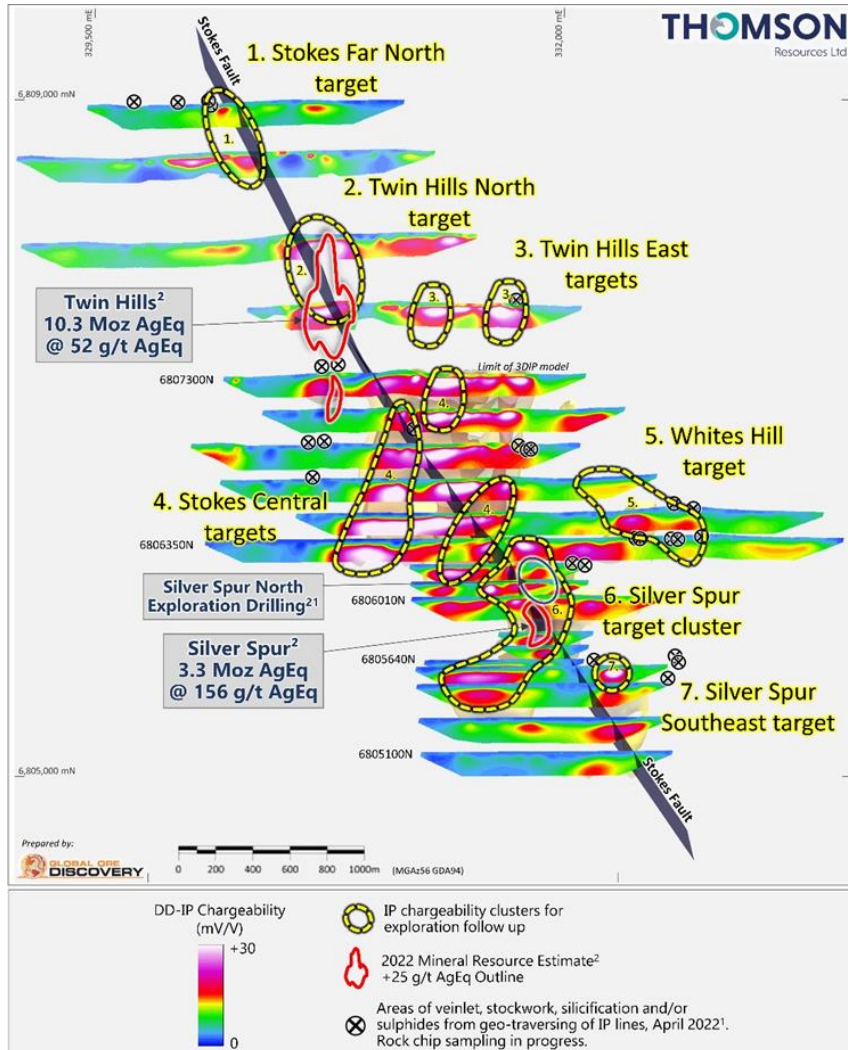 THOMSON
Resources Ltd
329,500
332,000
Stokes Fault
1. Stokes Far North
target
6,809,000 mN
1.
2. Twin Hills North
target
3. Twin Hills East
targets
2.
3.
3.
Twin Hills²
10.3 Moz AgEq
@ 52 g/t AgEq
Limit of 3DIP model
6807300N
4.
5. Whites Hill
target
4.
4. Stokes Central
targets
4.
5.
6806350N
Silver Spur North
Exploration Drilling²¹
6806010N
6.
6. Silver Spur
target cluster
Silver Spur²
3.3 Moz AgEq
@ 156 g/t AgEq
6805640N
7.
7. Silver Spur
Southeast target
6805100N
6,805,000 mN
Stokes Fault
Prepared by:
GLOBAL ORE
DISCOVERY
0 200 400 600 800 1000m
(MGAz56 GDA94)
DD-IP Chargeability
(mV/V)
+30
0
IP chargeability clusters for
exploration follow up
2022 Mineral Resource Estimate²
+25 g/t AgEq Outline
Areas of veinlet, stockwork, silicification and/or
sulphides from geo-traversing of IP lines, April 2022¹.
Rock chip sampling in progress.